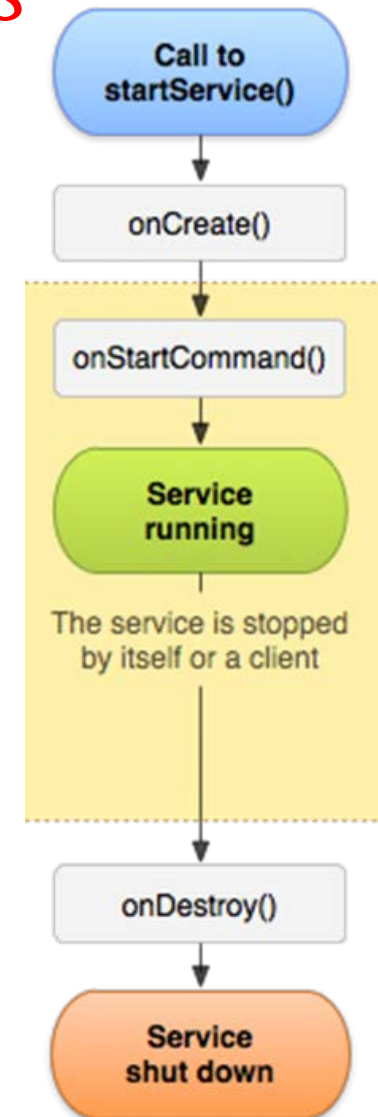 Call to
startService()
onCreate()
onStartCommand()
Service
running
The service is stopped
by itself or a client
onDestroy()
Service
shut down